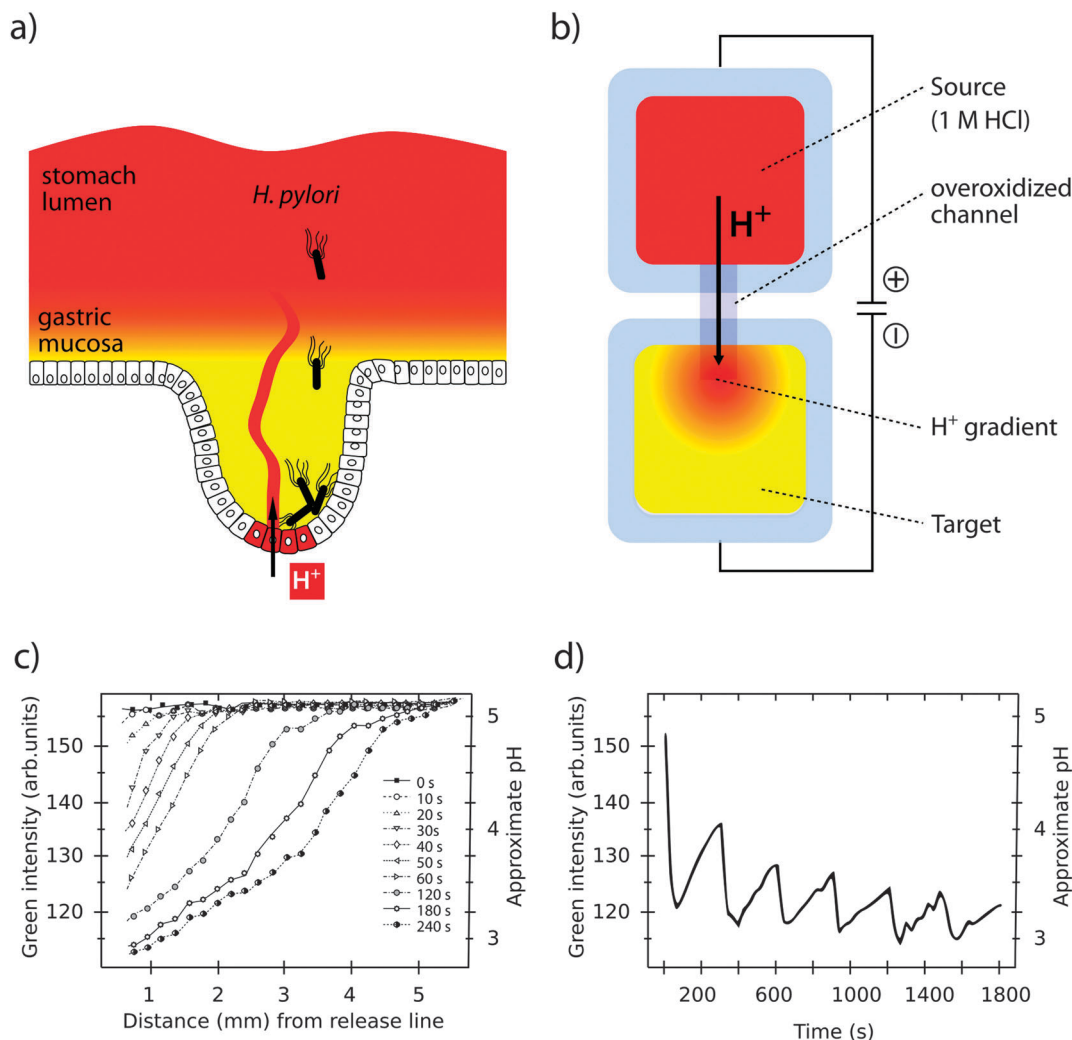 a)
stomach
lumen
H. pylori
gastric
mucosa
H+
b)
Source
(1 M HCl)
overoxidized
channel
H+
+
−
H+ gradient
Target
c)
Green intensity (arb.units)
150
140
130
120
5
4
3
Approximate pH
0 s
10 s
20 s
30s
40 s
50 s
60 s
120 s
180 s
240 s
1 2 3 4 5
Distance (mm) from release line
d)
Green intensity (arb.units)
150
140
130
120
5
4
3
Approximate pH
200 600 1000 1400 1800
Time (s)